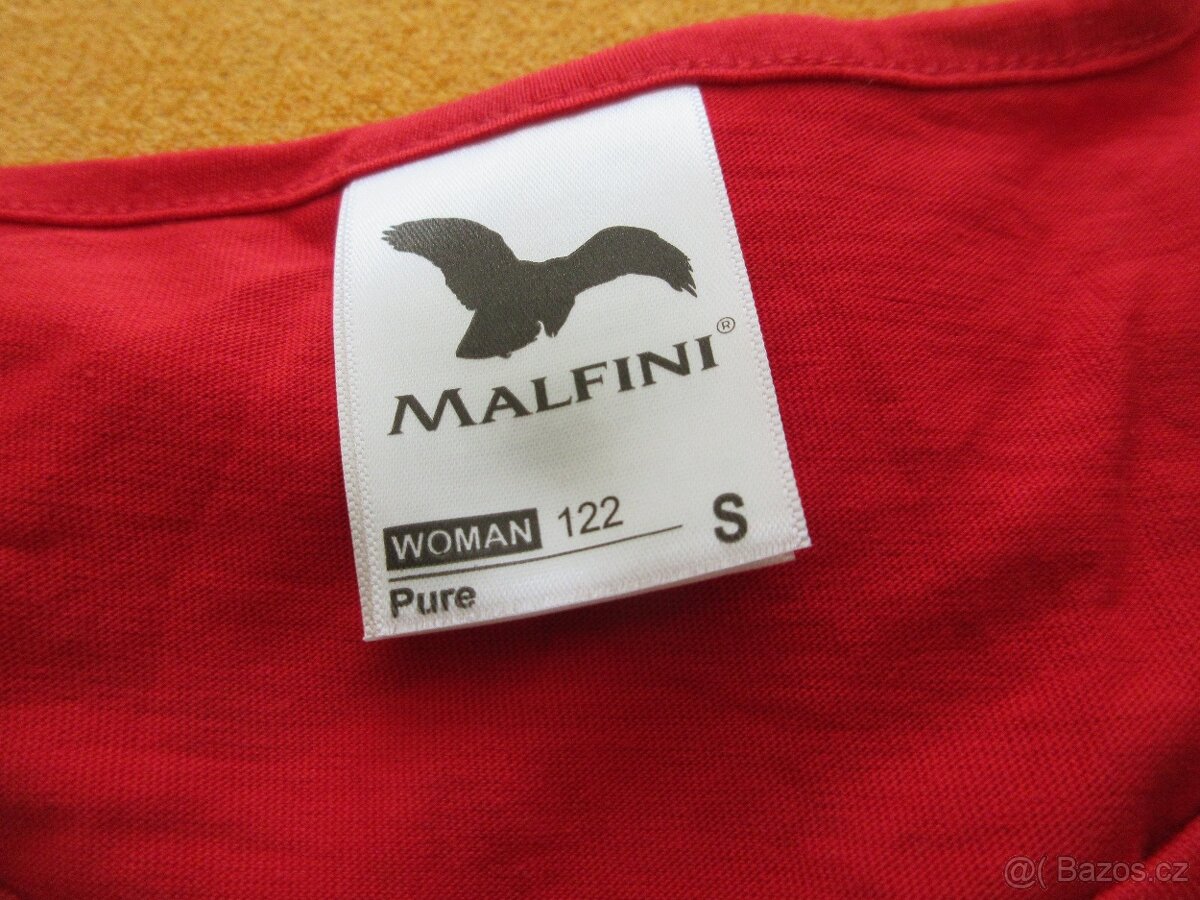 MALFINI®
WOMAN 122 S
Pure
@( Bazos.cz